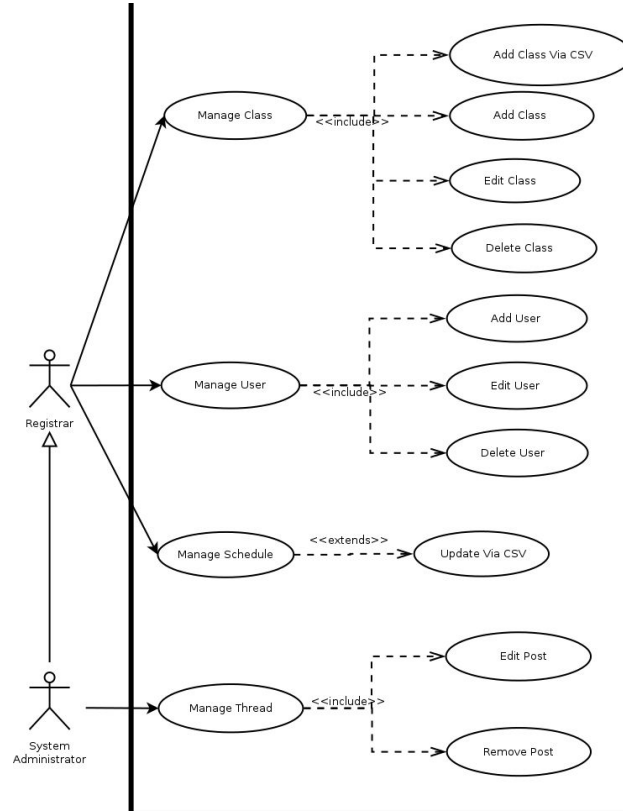 Add Class Via CSV
Manage Class
<<include>>
Add Class
Edit Class
Delete Class
Add User
Registrar
Manage User
<<include>>
Edit User
Delete User
Manage Schedule
<<extends>>
Update Via CSV
Edit Post
System
Administrator
Manage Thread
<<include>>
Remove Post